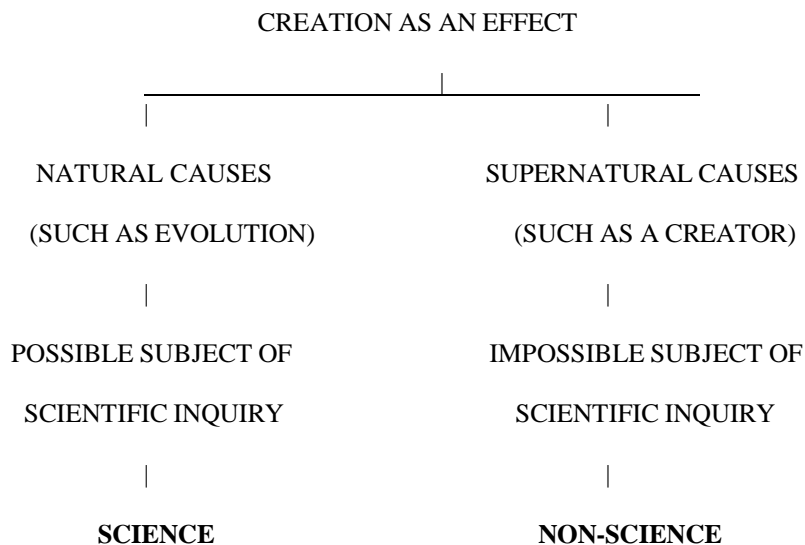 CREATION AS AN EFFECT
NATURAL CAUSES
(SUCH AS EVOLUTION)
POSSIBLE SUBJECT OF
SCIENTIFIC INQUIRY
SCIENCE
SUPERNATURAL CAUSES
(SUCH AS A CREATOR)
IMPOSSIBLE SUBJECT OF
SCIENTIFIC INQUIRY
NON-SCIENCE